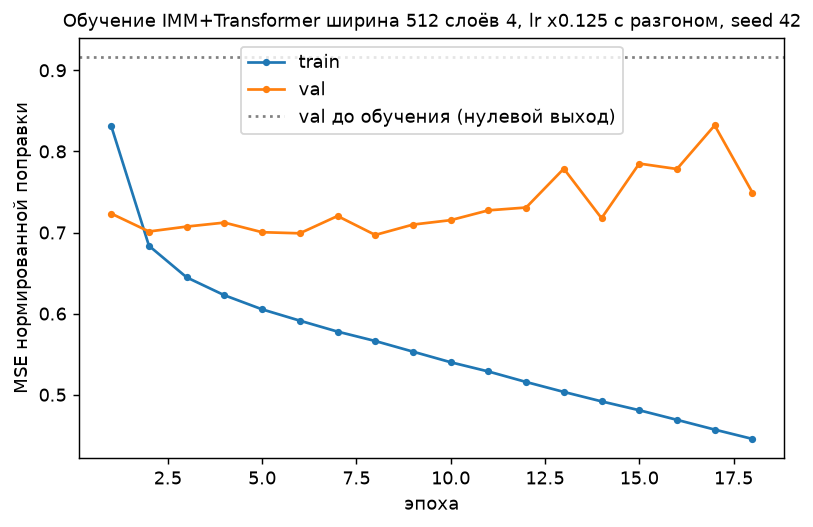 Обучение IMM+Transformer ширина 512 слоёв 4, lr x0.125 с разгоном, seed 42
train
val
val до обучения (нулевой выход)
MSE нормированной поправки
0.9
0.8
0.7
0.6
0.5
2.5 5.0 7.5 10.0 12.5 15.0 17.5
эпоха